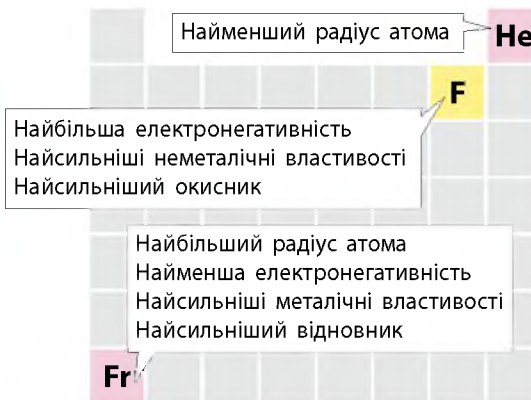 Найменший радіус атома
He
F
Найбільша електронегативність
Найсильніші неметалічні властивості
Найсильніший окисник
Найбільший радіус атома
Найменша електронегативність
Найсильніші металічні властивості
Найсильніший відновник
Fr